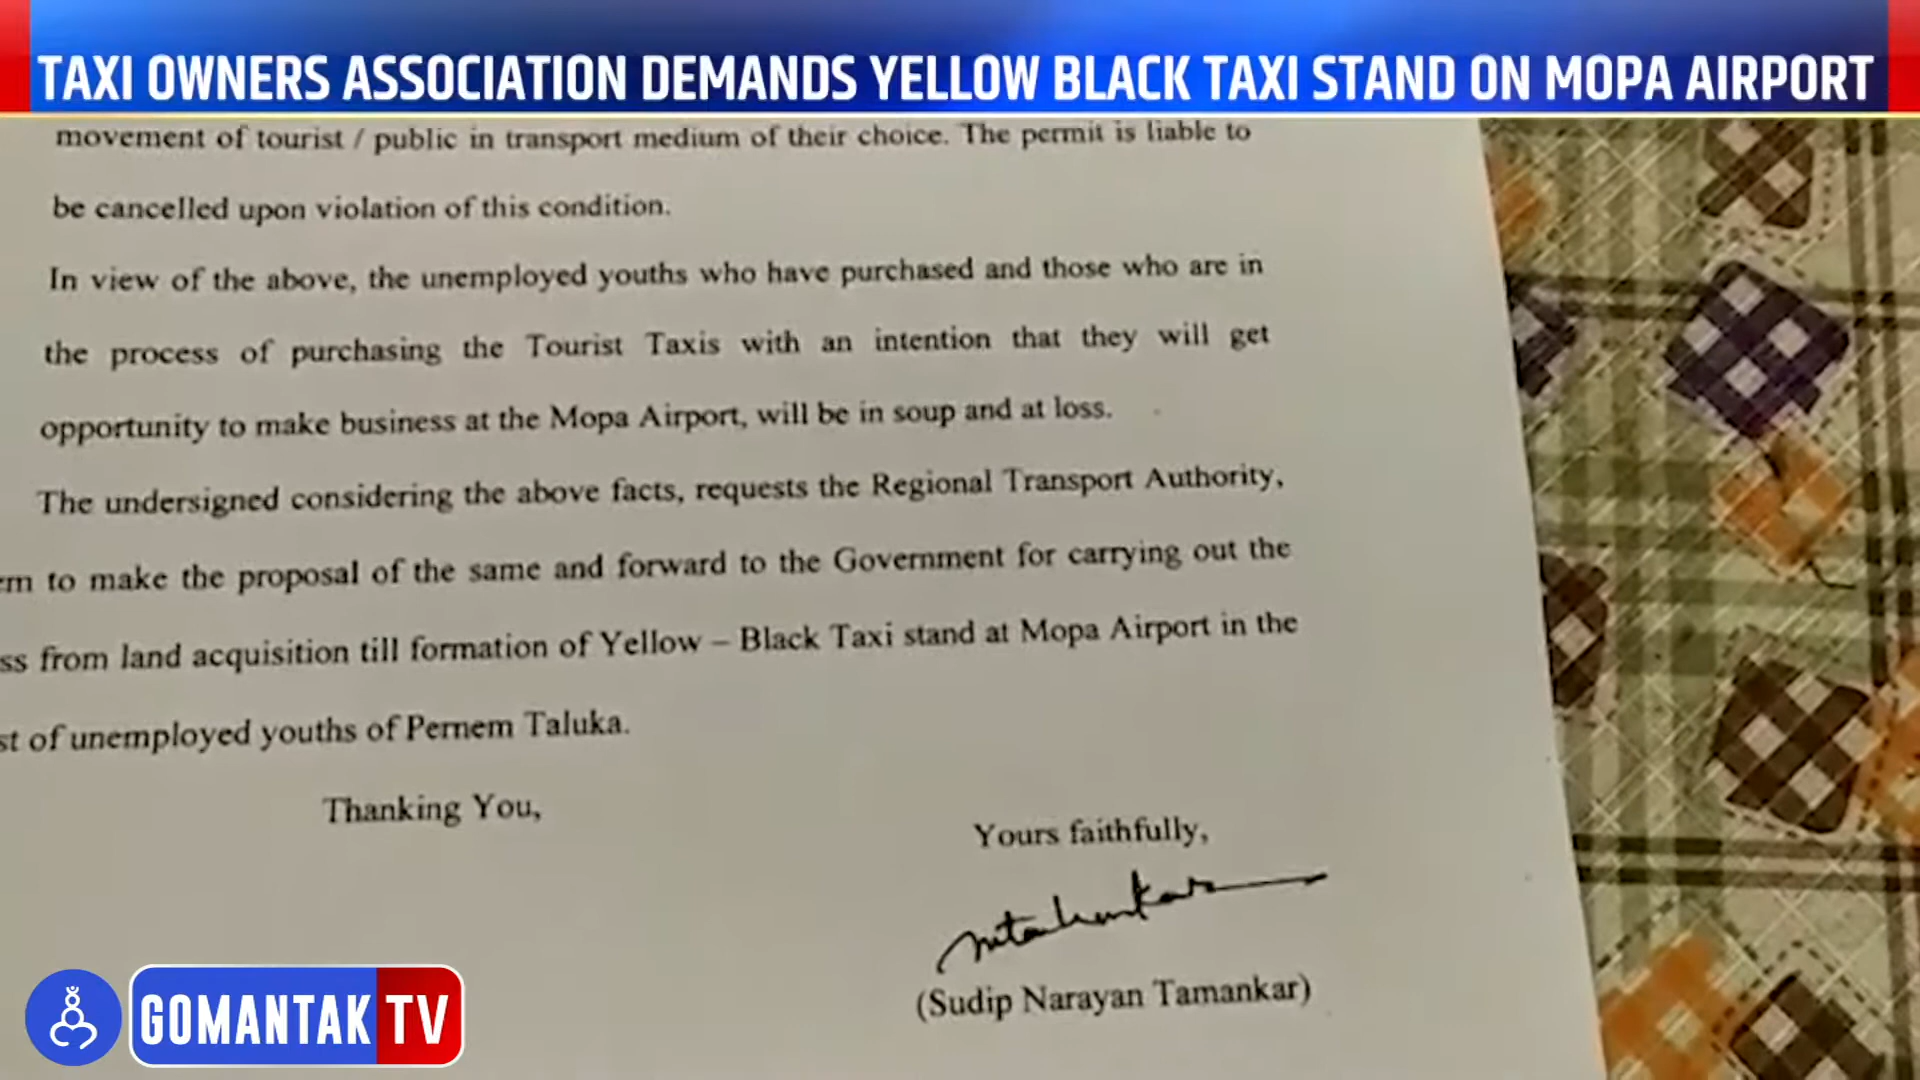 TAXI OWNERS ASSOCIATION DEMANDS YELLOW BLACK TAXI STAND ON MOPA AIRPORT
movement of tourist / public in transport medium of their choice. The permit is liable to
be cancelled upon violation of this condition.
In view of the above, the unemployed youths who have purchased and those who are in
the process of purchasing the Tourist Taxis with an intention that they will get
opportunity to make business at the Mopa Airport, will be in soup and at loss.
The undersigned considering the above facts, requests the Regional Transport Authority,
em to make the proposal of the same and forward to the Government for carrying out the
ss from land acquisition till formation of Yellow – Black Taxi stand at Mopa Airport in the
st of unemployed youths of Pernem Taluka.
Thanking You,
Yours faithfully,
(Sudip Narayan Tamankar)
GOMANTAK TV